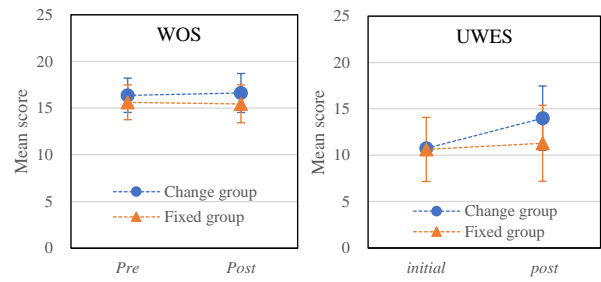 WOS
Mean score
25
20
15
10
5
0
Change group
Fixed group
Pre
Post
UWES
Mean score
25
20
15
10
5
0
Change group
Fixed group
initial
post